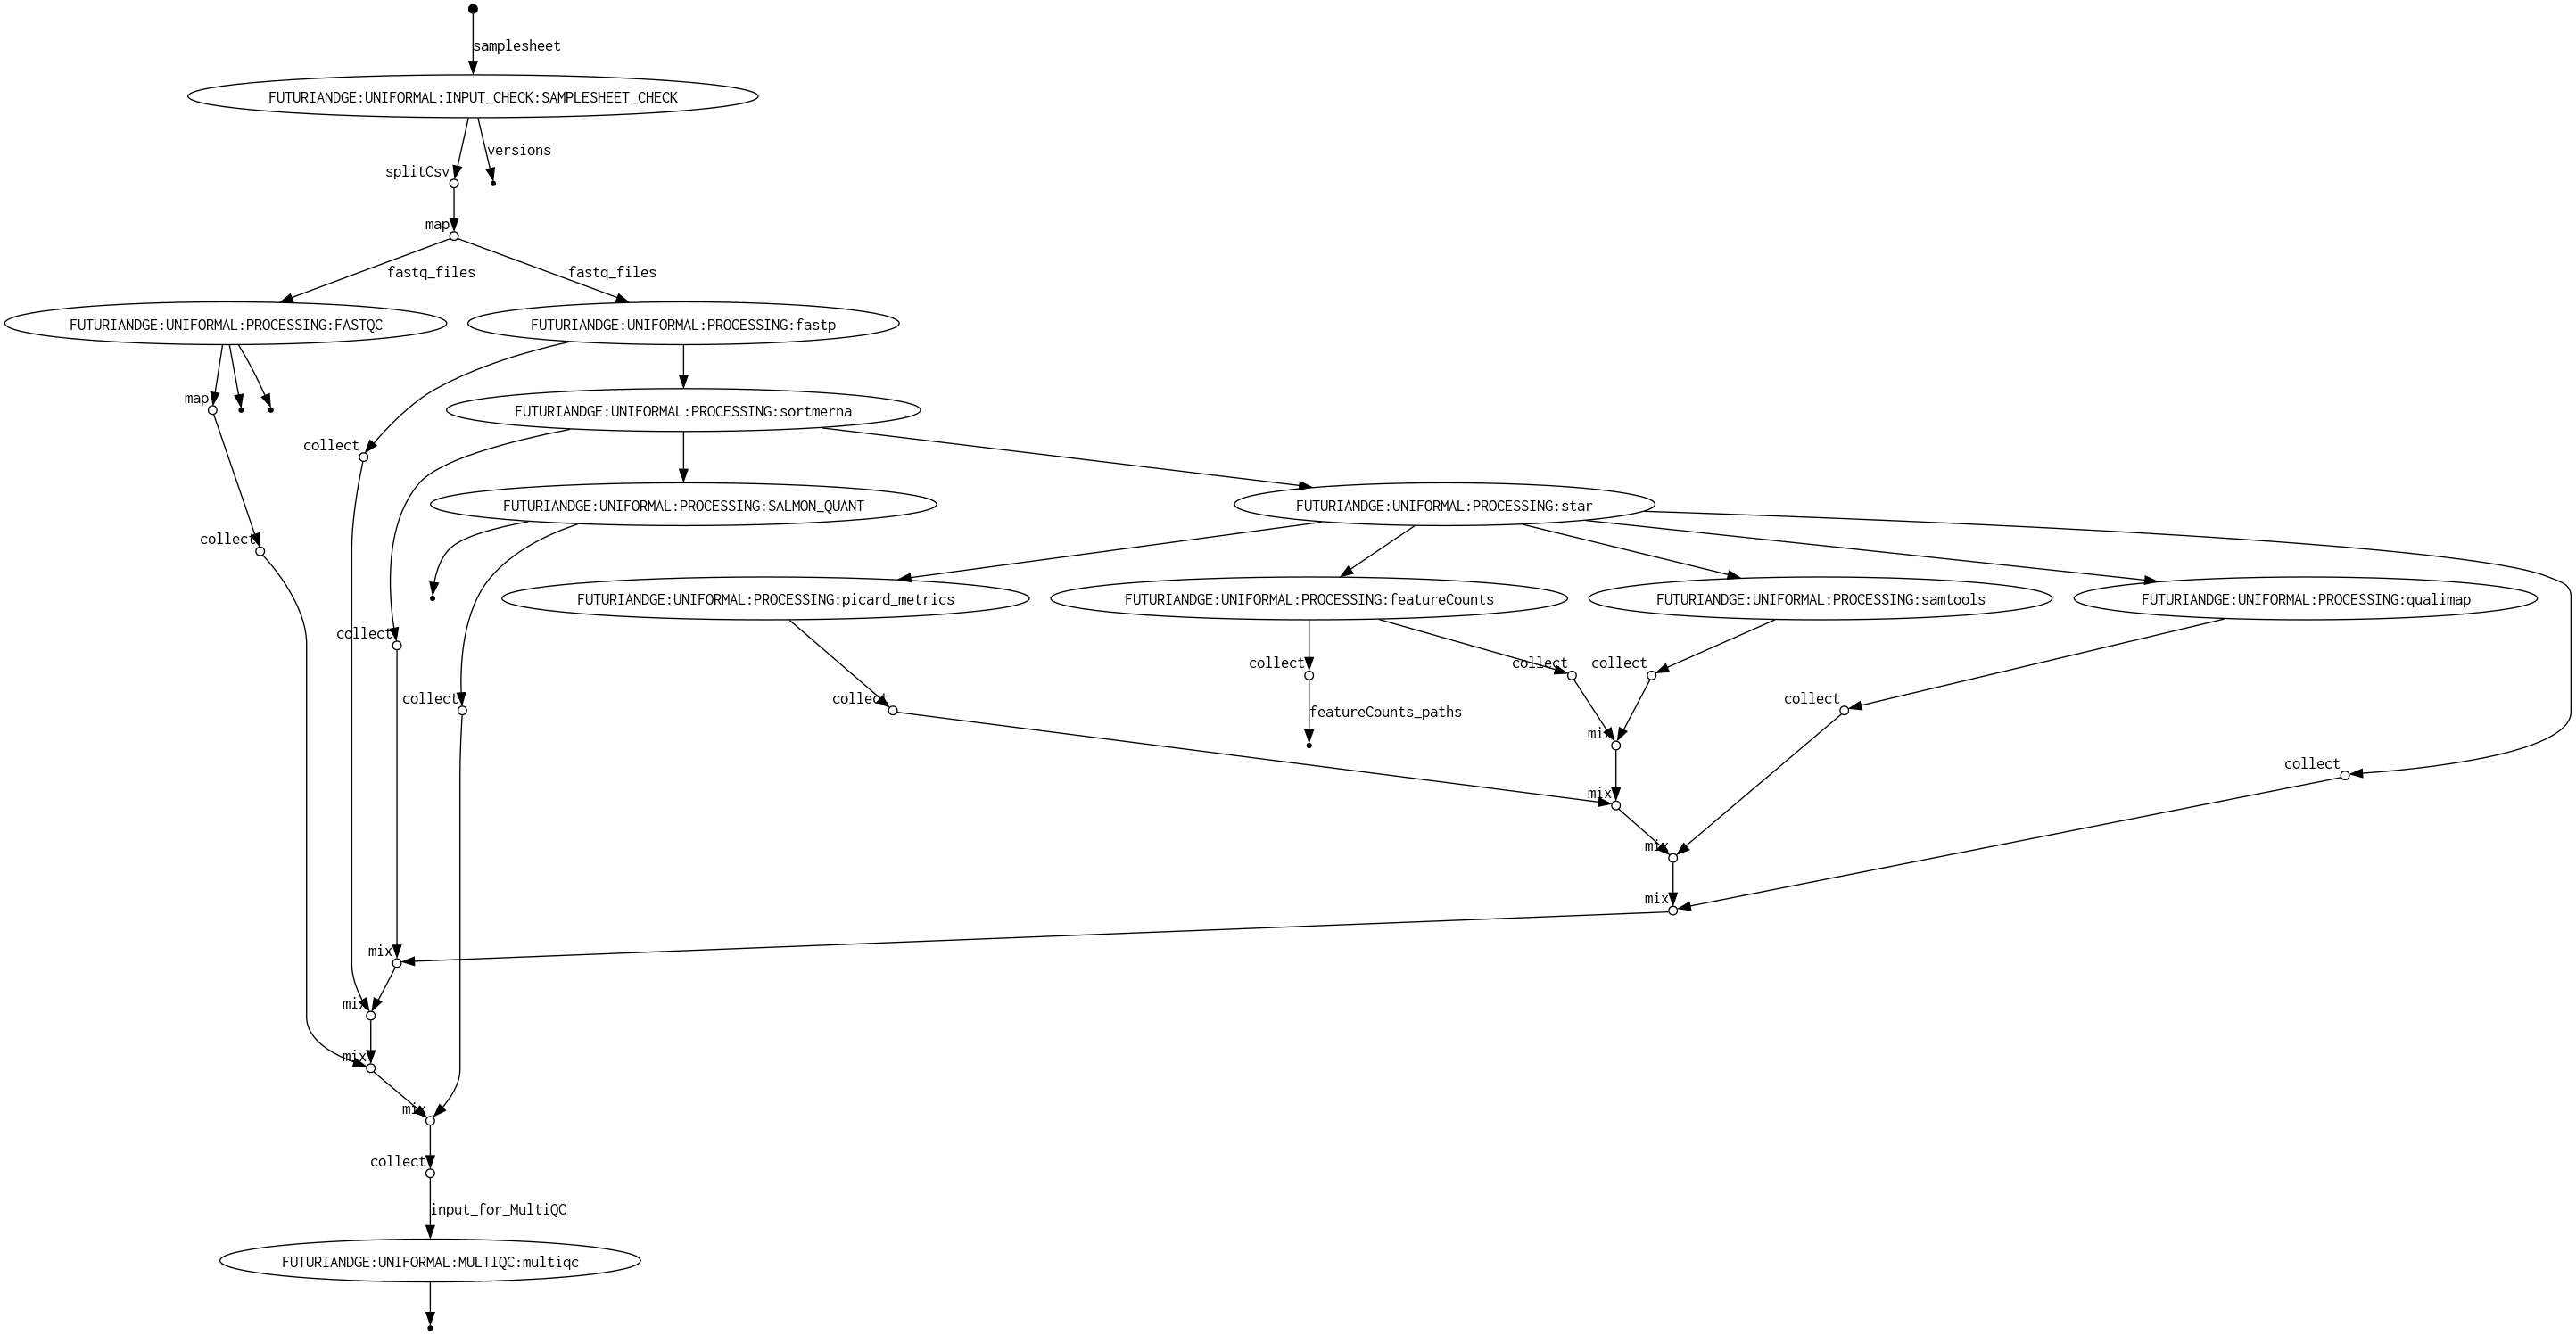 samplesheet
FUTURIANDGE:UNIFORMAL:INPUT_CHECK:SAMPLESHEET_CHECK
versions
splitCsv
map
fastq_files
fastq_files
FUTURIANDGE:UNIFORMAL:PROCESSING:FASTQC
FUTURIANDGE:UNIFORMAL:PROCESSING:fastp
map
FUTURIANDGE:UNIFORMAL:PROCESSING:sortmerna
collect
FUTURIANDGE:UNIFORMAL:PROCESSING:SALMON_QUANT
FUTURIANDGE:UNIFORMAL:PROCESSING:star
collect
FUTURIANDGE:UNIFORMAL:PROCESSING:picard_metrics
FUTURIANDGE:UNIFORMAL:PROCESSING:featureCounts
FUTURIANDGE:UNIFORMAL:PROCESSING:samtools
FUTURIANDGE:UNIFORMAL:PROCESSING:qualimap
collect
collect
collect
collect
collect
collect
collect
featureCounts_paths
mix
collect
mix
mix
mix
mix
mix
mix
mix
collect
input_for_MultiQC
FUTURIANDGE:UNIFORMAL:MULTIQC:multiqc